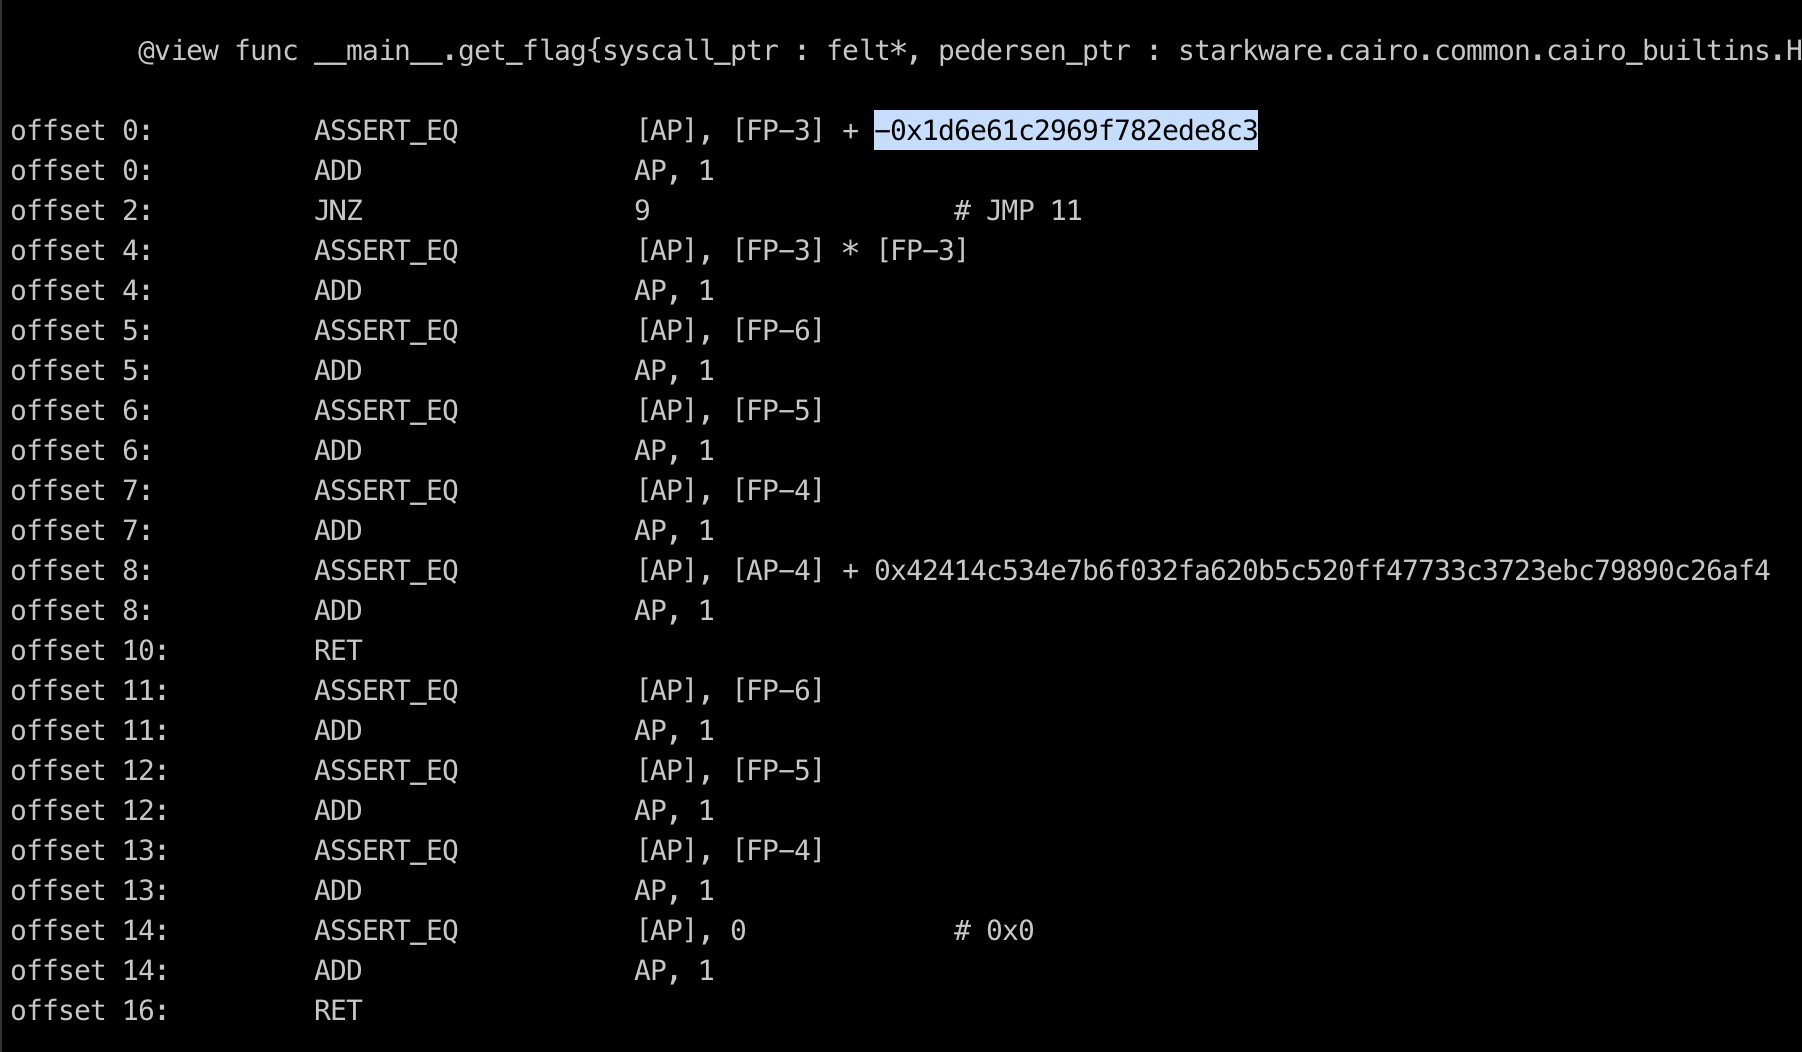 @view func __main__.get_flag{syscall_ptr : felt*, pedersen_ptr : starkware.cairo.common.cairo_builtins.H
offset 0: ASSERT_EQ [AP], [FP-3] + -0x1d6e61c2969f782ede8c3
offset 0: ADD AP, 1
offset 2: JNZ 9 # JMP 11
offset 4: ASSERT_EQ [AP], [FP-3] * [FP-3]
offset 4: ADD AP, 1
offset 5: ASSERT_EQ [AP], [FP-6]
offset 5: ADD AP, 1
offset 6: ASSERT_EQ [AP], [FP-5]
offset 6: ADD AP, 1
offset 7: ASSERT_EQ [AP], [FP-4]
offset 7: ADD AP, 1
offset 8: ASSERT_EQ [AP], [AP-4] + 0x42414c534e7b6f032fa620b5c520ff47733c3723ebc79890c26af4
offset 8: ADD AP, 1
offset 10: RET
offset 11: ASSERT_EQ [AP], [FP-6]
offset 11: ADD AP, 1
offset 12: ASSERT_EQ [AP], [FP-5]
offset 12: ADD AP, 1
offset 13: ASSERT_EQ [AP], [FP-4]
offset 13: ADD AP, 1
offset 14: ASSERT_EQ [AP], 0 # 0x0
offset 14: ADD AP, 1
offset 16: RET